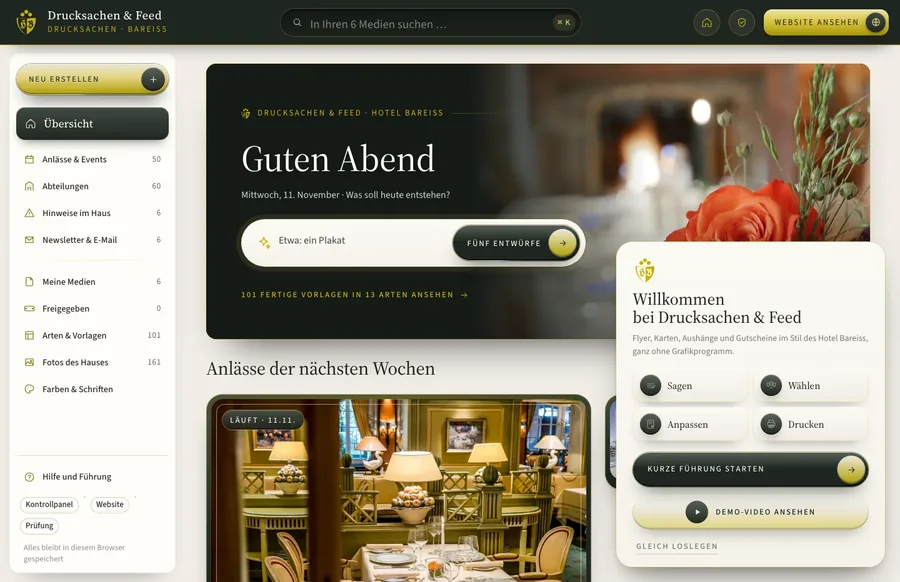 Drucksachen & Feed
DRUCKSACHEN · BAREISS
In Ihren 6 Medien suchen …
⌘ K
WEBSITE ANSEHEN
NEU ERSTELLEN
Übersicht
Anlässe & Events 50
Abteilungen 60
Hinweise im Haus 6
Newsletter & E-Mail 6
Meine Medien 6
Freigegeben 0
Arten & Vorlagen 101
Fotos des Hauses 161
Farben & Schriften
Hilfe und Führung
Kontrollpanel
Website
Prüfung
Alles bleibt in diesem Browser
gespeichert
DRUCKSACHEN & FEED · HOTEL BAREISS
Guten Abend
Mittwoch, 11. November · Was soll heute entstehen?
Etwa: ein Plakat
FÜNF ENTWÜRFE
101 FERTIGE VORLAGEN IN 13 ARTEN ANSEHEN
Anlässe der nächsten Wochen
LÄUFT · 11.11.
Willkommen
bei Drucksachen & Feed
Flyer, Karten, Aushänge und Gutscheine im Stil des Hotel Bareiss,
ganz ohne Grafikprogramm.
Sagen
Wählen
Anpassen
Drucken
KURZE FÜHRUNG STARTEN
DEMO-VIDEO ANSEHEN
GLEICH LOSLEGEN